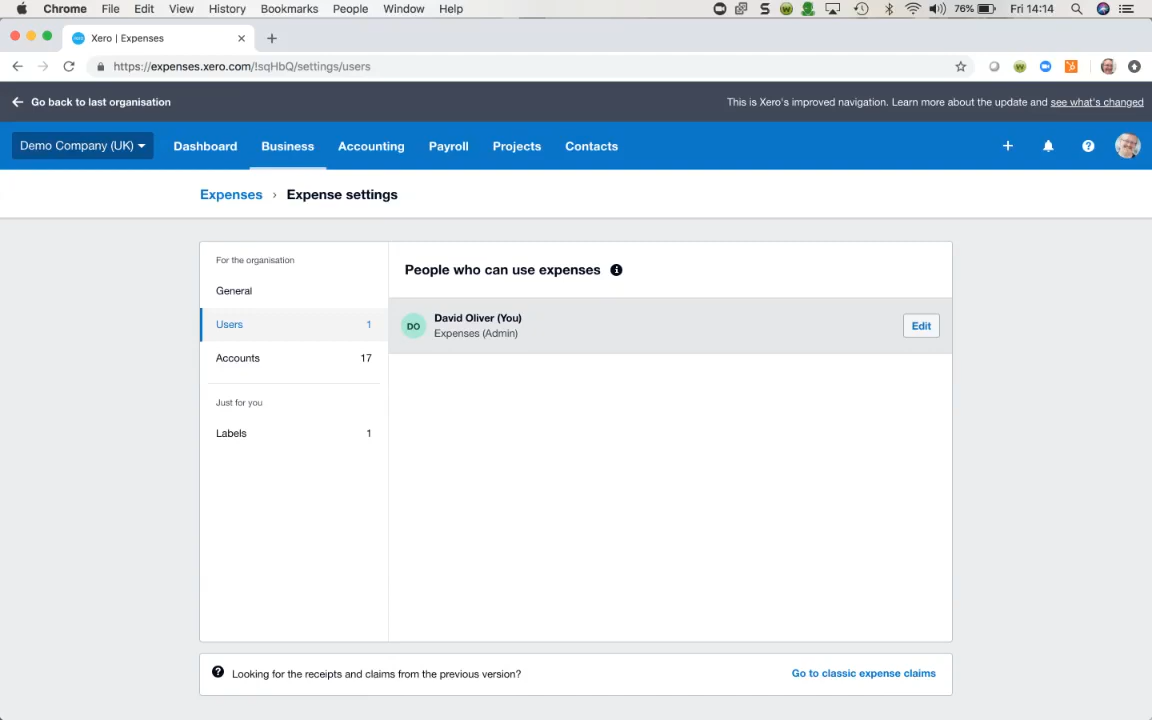 Chrome File Edit View History Bookmarks People Window Help 76% Fri 14:14
Xero | Expenses
https://expenses.xero.com/!sqHbQ/settings/users
Go back to last organisation
This is Xero's improved navigation. Learn more about the update and see what's changed
Demo Company (UK) Dashboard Business Accounting Payroll Projects Contacts
Expenses › Expense settings
For the organisation
General
Users 1
Accounts 17
Just for you
Labels 1
People who can use expenses
DO
David Oliver (You)
Expenses (Admin)
Edit
Looking for the receipts and claims from the previous version?
Go to classic expense claims